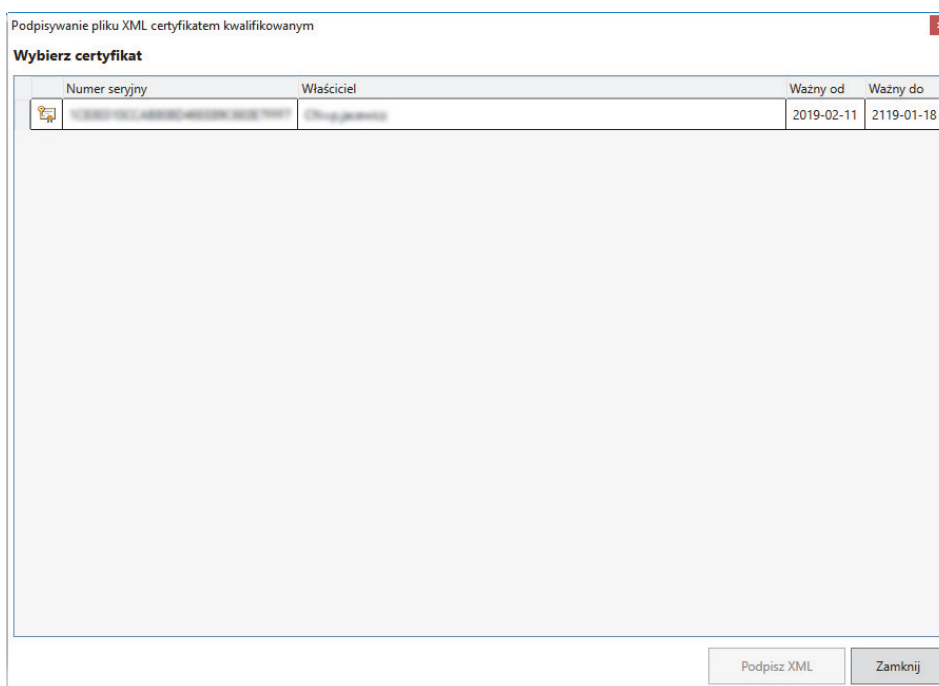 Podpisywanie pliku XML certyfikatem kwalifikowanym
Wybierz certyfikat
Numer seryjny Właściciel Ważny od Ważny do
2019-02-11 2119-01-18
Podpisz XML Zamknij